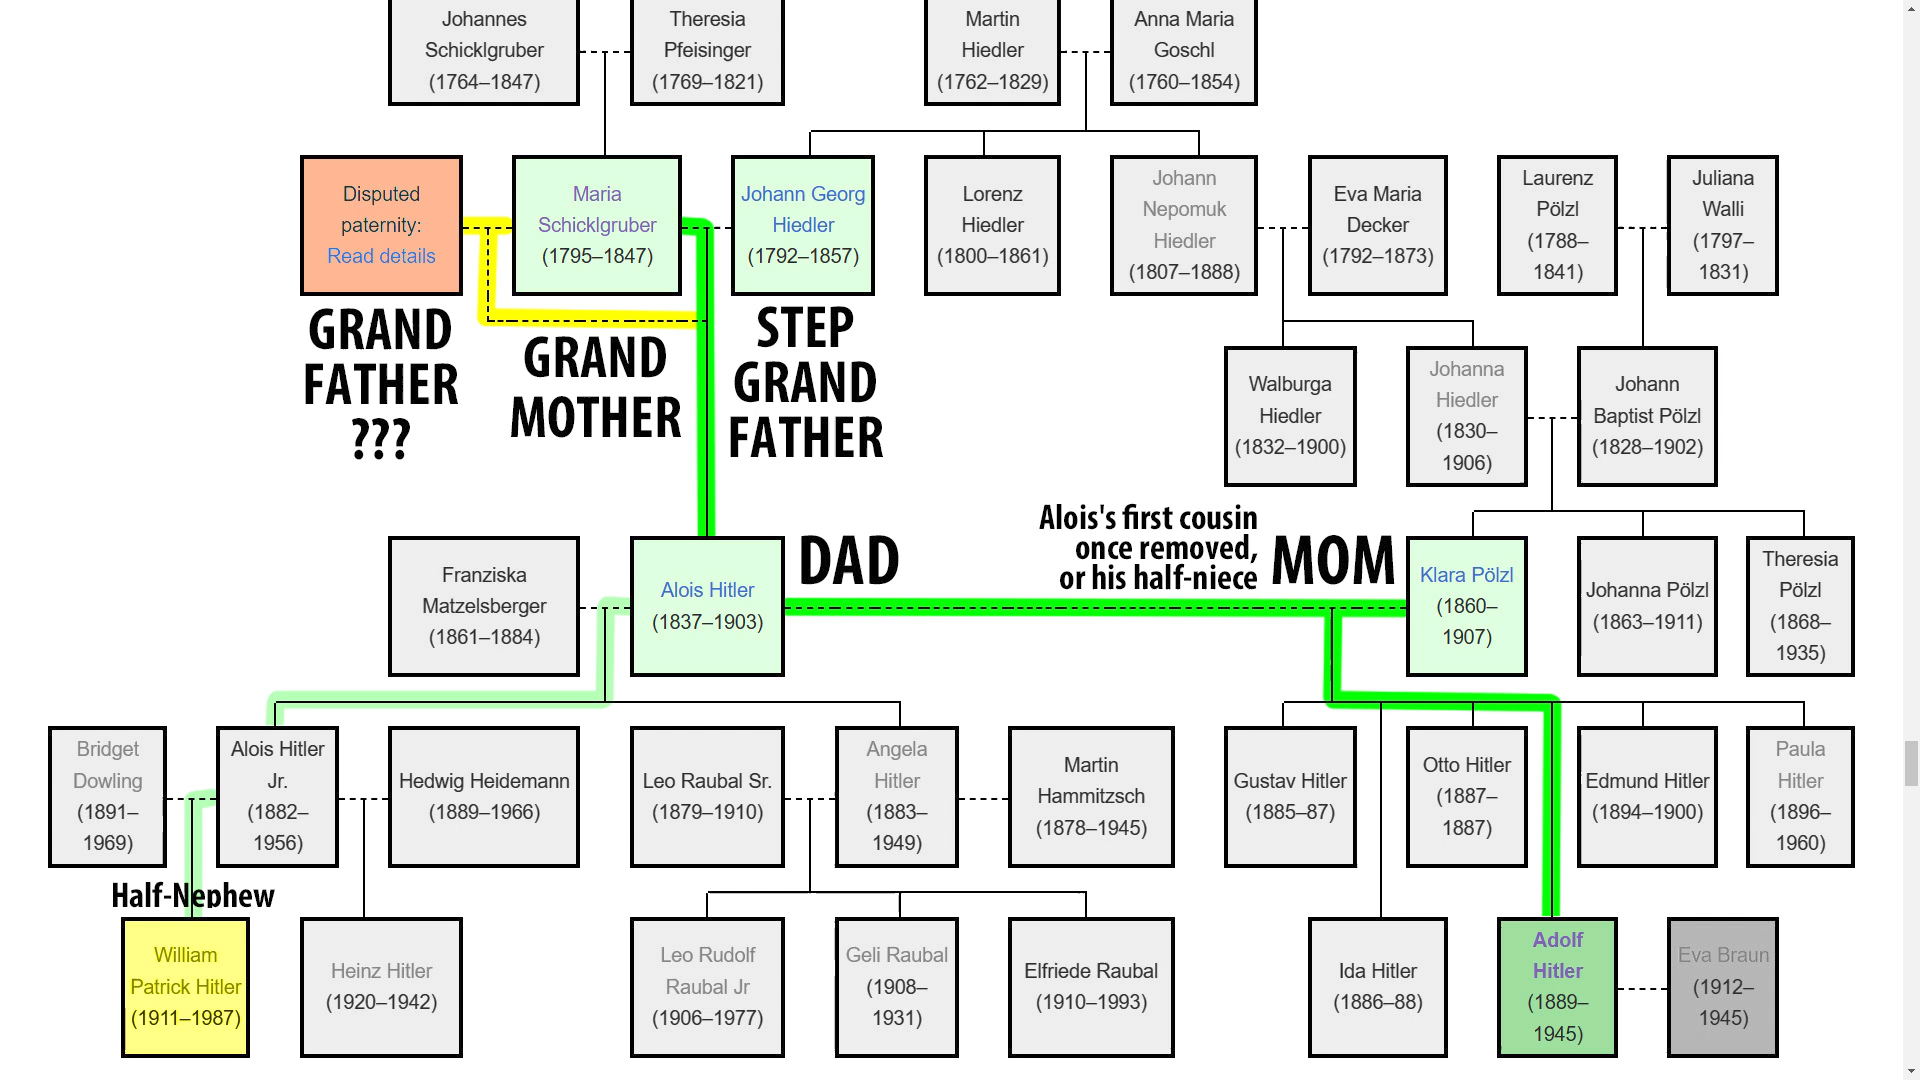 Johannes
Schicklgruber
(1764–1847)
Theresia
Pfeisinger
(1769–1821)
Martin
Hiedler
(1762–1829)
Anna Maria
Goschl
(1760–1854)
Disputed
paternity:
Read details
Maria
Schicklgruber
(1795–1847)
Johann Georg
Hiedler
(1792–1857)
Lorenz
Hiedler
(1800–1861)
Johann
Nepomuk
Hiedler
(1807–1888)
Eva Maria
Decker
(1792–1873)
Laurenz
Pölzl
(1788–
1841)
Juliana
Walli
(1797–
1831)
GRAND
FATHER
???
GRAND
MOTHER
STEP
GRAND
FATHER
Walburga
Hiedler
(1832–1900)
Johanna
Hiedler
(1830–
1906)
Johann
Baptist Pölzl
(1828–1902)
Franziska
Matzelsberger
(1861–1884)
Alois Hitler
(1837–1903)
DAD
Alois's first cousin
once removed,
or his half-niece
MOM
Klara Pölzl
(1860–
1907)
Johanna Pölzl
(1863–1911)
Theresia
Pölzl
(1868–
1935)
Bridget
Dowling
(1891–
1969)
Alois Hitler
Jr.
(1882–
1956)
Hedwig Heidemann
(1889–1966)
Leo Raubal Sr.
(1879–1910)
Angela
Hitler
(1883–
1949)
Martin
Hammitzsch
(1878–1945)
Gustav Hitler
(1885–87)
Otto Hitler
(1887–
1887)
Edmund Hitler
(1894–1900)
Paula
Hitler
(1896–
1960)
Half-Nephew
William
Patrick Hitler
(1911–1987)
Heinz Hitler
(1920–1942)
Leo Rudolf
Raubal Jr
(1906–1977)
Geli Raubal
(1908–
1931)
Elfriede Raubal
(1910–1993)
Ida Hitler
(1886–88)
Adolf
Hitler
(1889–
1945)
Eva Braun
(1912–
1945)